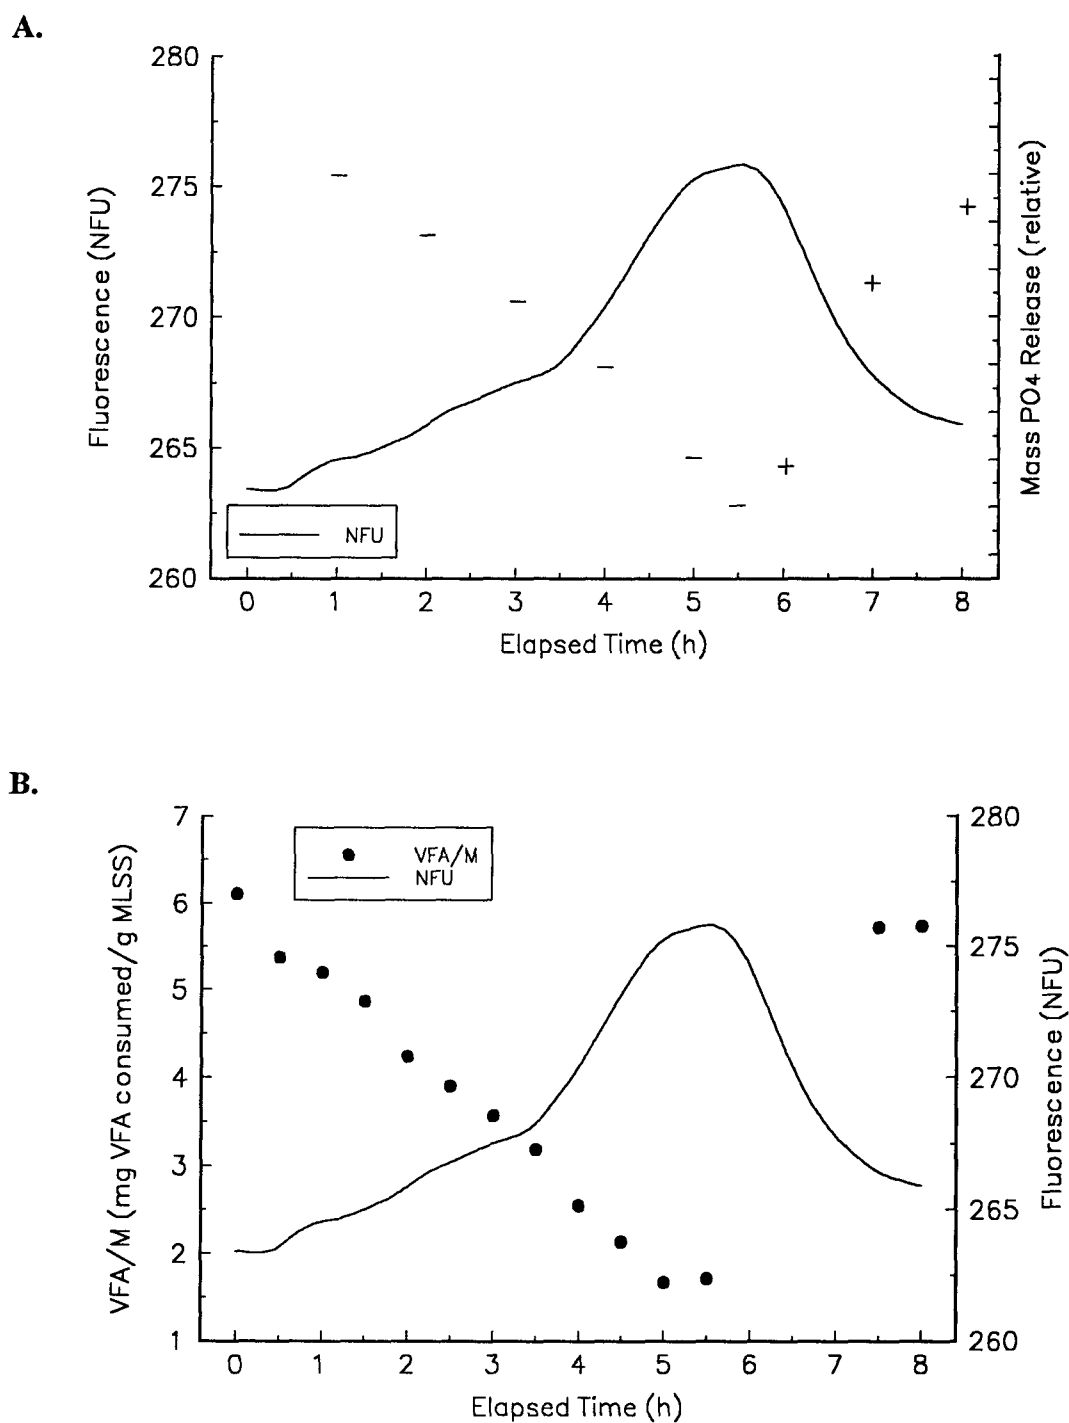 A.
280
275
270
265
260
Fluorescence (NFU)
Mass PO4 Release (relative)
NFU
0 1 2 3 4 5 6 7 8
Elapsed Time (h)
B.
7
6
5
4
3
2
1
VFA/M (mg VFA consumed/g MLSS)
VFA/M
NFU
280
275
270
265
260
Fluorescence (NFU)
0 1 2 3 4 5 6 7 8
Elapsed Time (h)